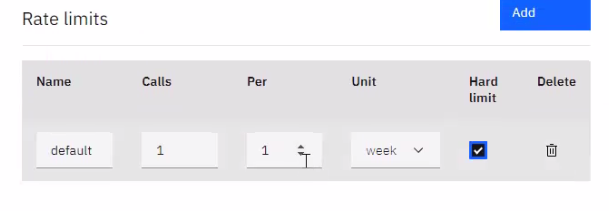 Rate limits
Add
Name Calls Per Unit Hard limit Delete
default 1 1 week